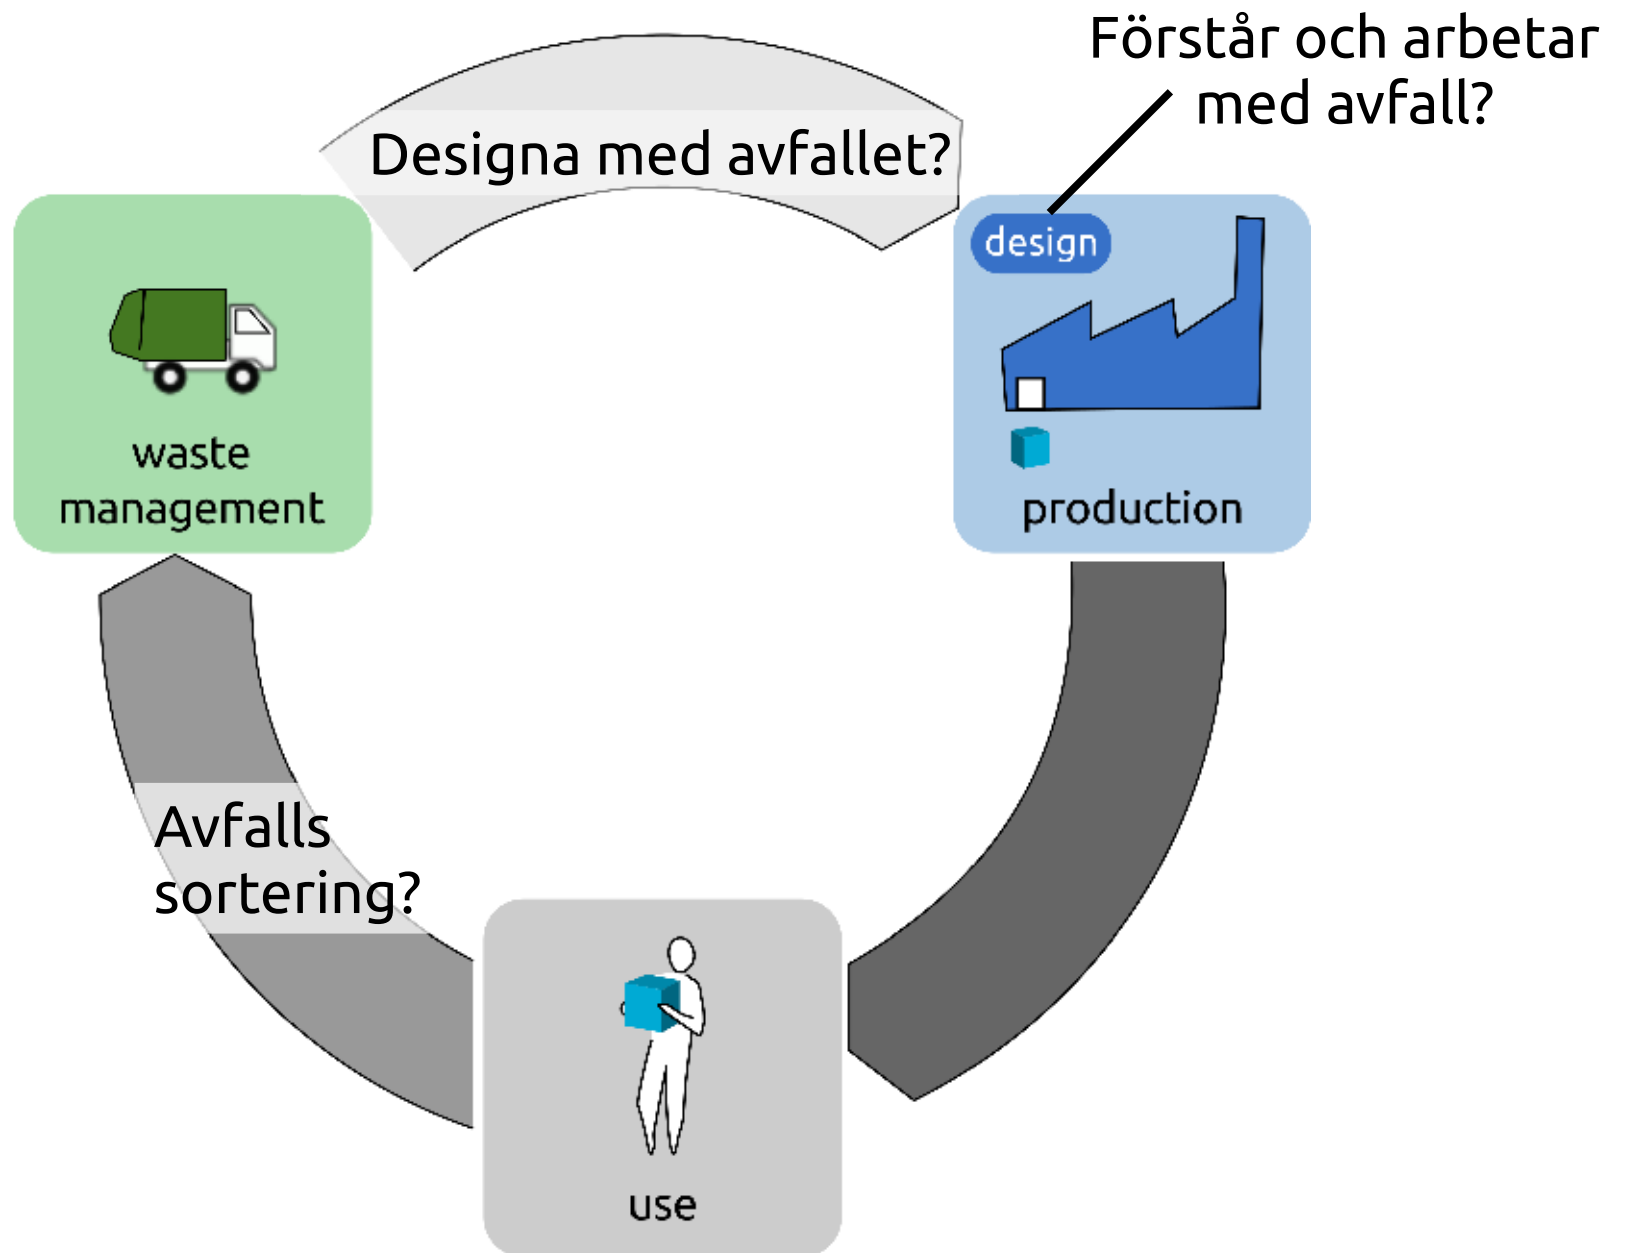 Förstår och arbetar
med avfall?
Designa med avfallet?
design
waste
management
production
Avfalls
sortering?
use